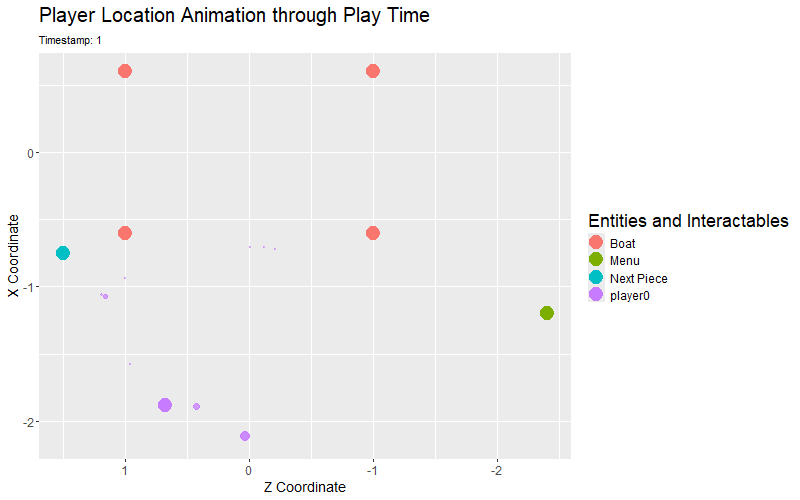 Player Location Animation through Play Time
Timestamp: 1
0
-1
-2
X Coordinate
1
0
-1
-2
Z Coordinate
Entities and Interactables
Boat
Menu
Next Piece
player0